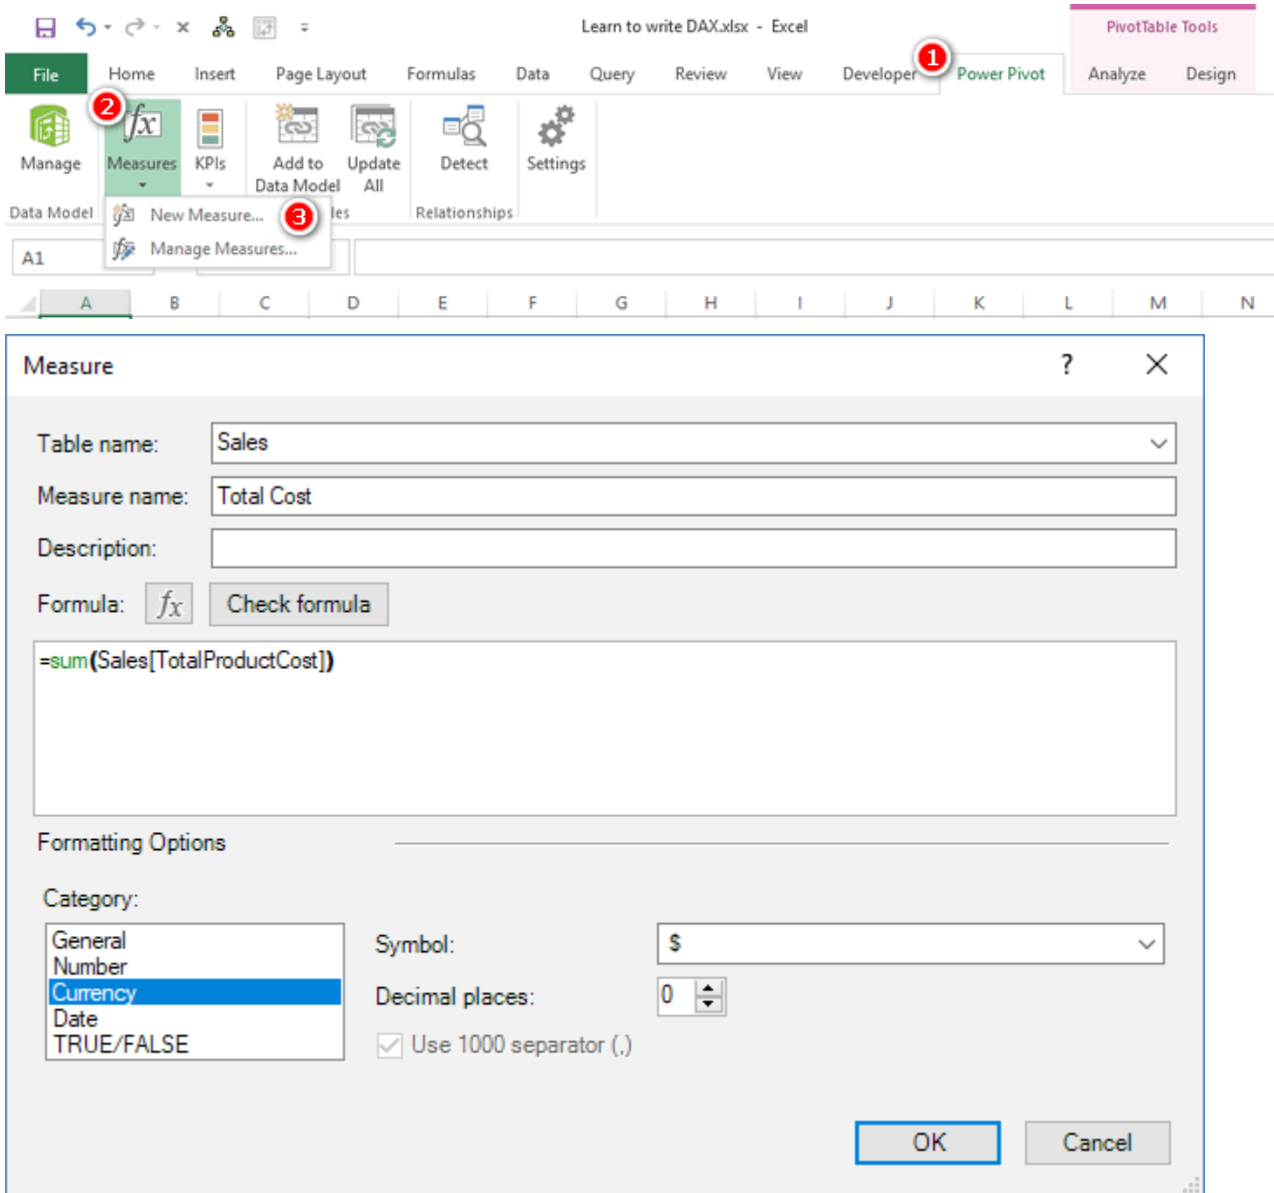 Learn to write DAX.xlsx - Excel
PivotTable Tools
File Home Insert Page Layout Formulas Data Query Review View Developer 1 Power Pivot Analyze Design
2 fx
Manage Measures KPIs Add to Data Model Update All Detect Settings
Data Model les Relationships
New Measure... 3
Manage Measures...
A1
A B C D E F G H I J K L M N
Measure ?
Table name: Sales
Measure name: Total Cost
Description:
Formula: fx Check formula
=sum(Sales[TotalProductCost])
Formatting Options
Category:
General
Number
Currency
Date
TRUE/FALSE
Symbol: $
Decimal places: 0
Use 1000 separator (,)
OK Cancel